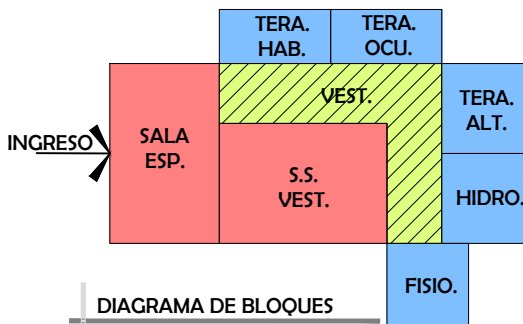 TERA.
HAB.
TERA.
OCU.
VEST.
TERA.
ALT.
INGRESO
SALA
ESP.
S.S.
VEST.
HIDRO.
FISIO.
DIAGRAMA DE BLOQUES